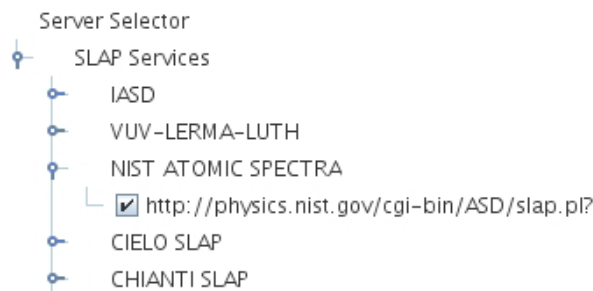 Server Selector
SLAP Services
IASD
VUV-LERMA-LUTH
NIST ATOMIC SPECTRA
http://physics.nist.gov/cgi-bin/ASD/slap.pl?
CIELO SLAP
CHIANTI SLAP